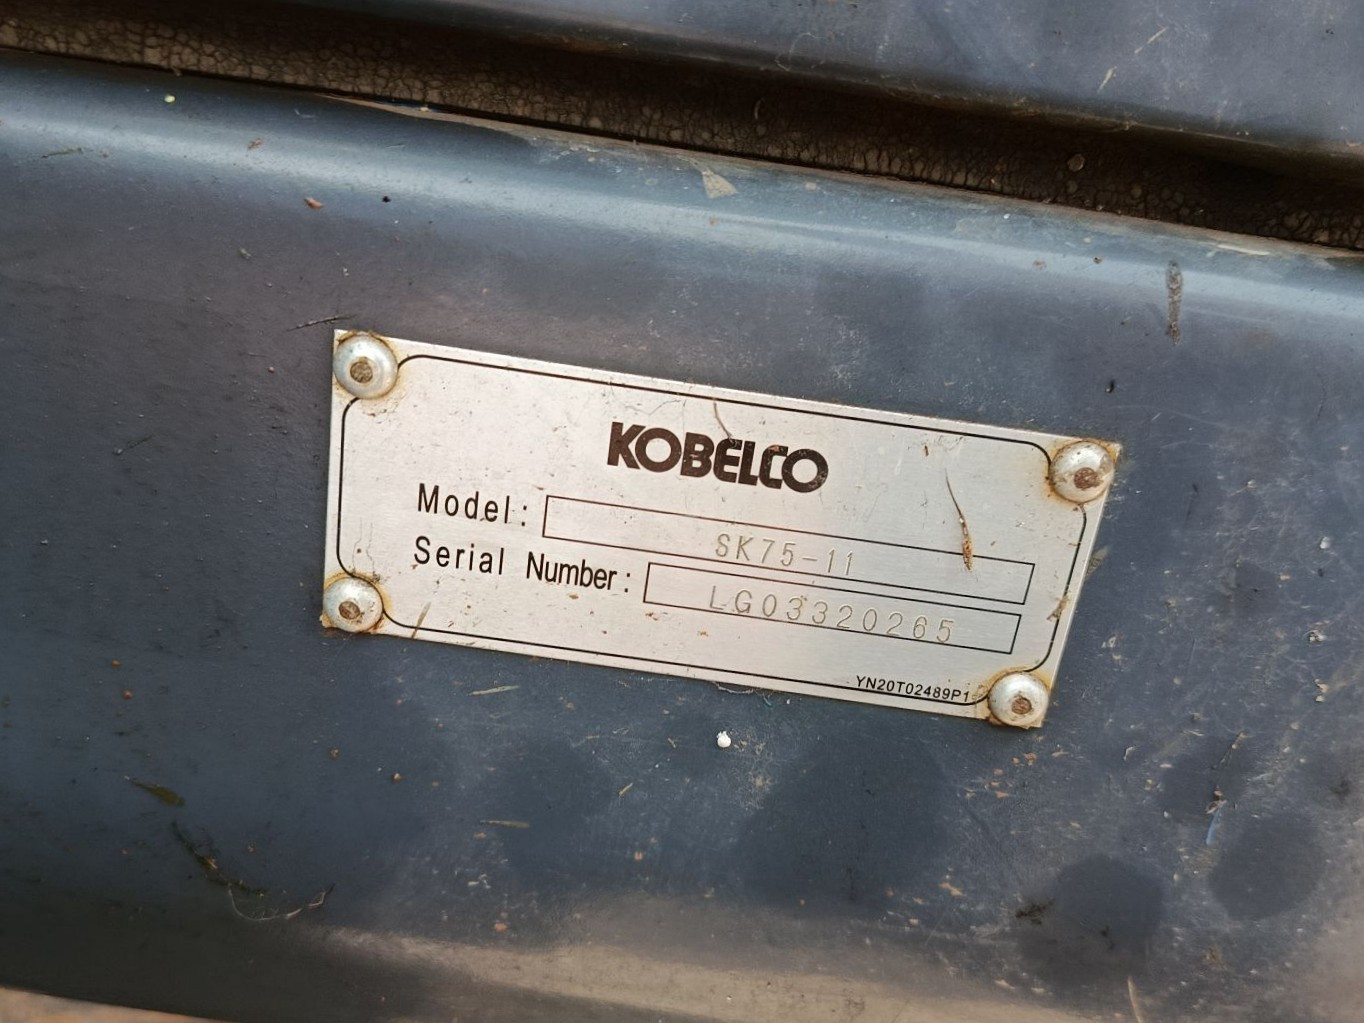 KOBELCO
Model: SK75-11
Serial Number: LG03320265
YN20T02489P1